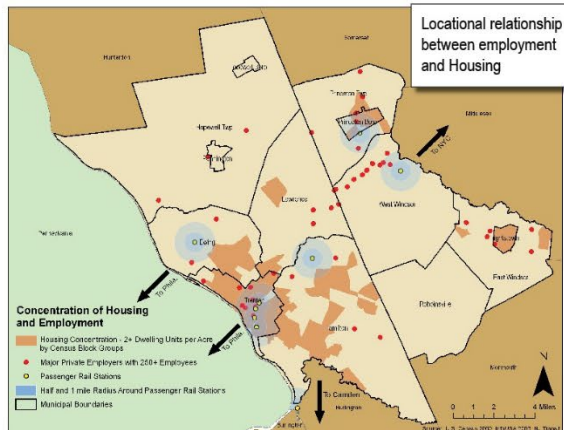 Locational relationship
between employment
and Housing
Somerset
Hunterdon
Princeton Twp
Princeton Boro
Middlesex
Hopewell Twp
To NYC
Lawrence
West Windsor
Pennsylvania
Ewing
East Windsor
To Phila.
Trenton
Hamilton
To Phila.
Monmouth
Concentration of Housing
and Employment
Housing Concentration - 2+ Dwelling Units per Acre
by Census Block Groups
Major Private Employers with 250+ Employees
Passenger Rail Stations
Half and 1 mile Radius Around Passenger Rail Stations
Municipal Boundaries
To Camden
Burlington
N
0 1 2 4 Miles